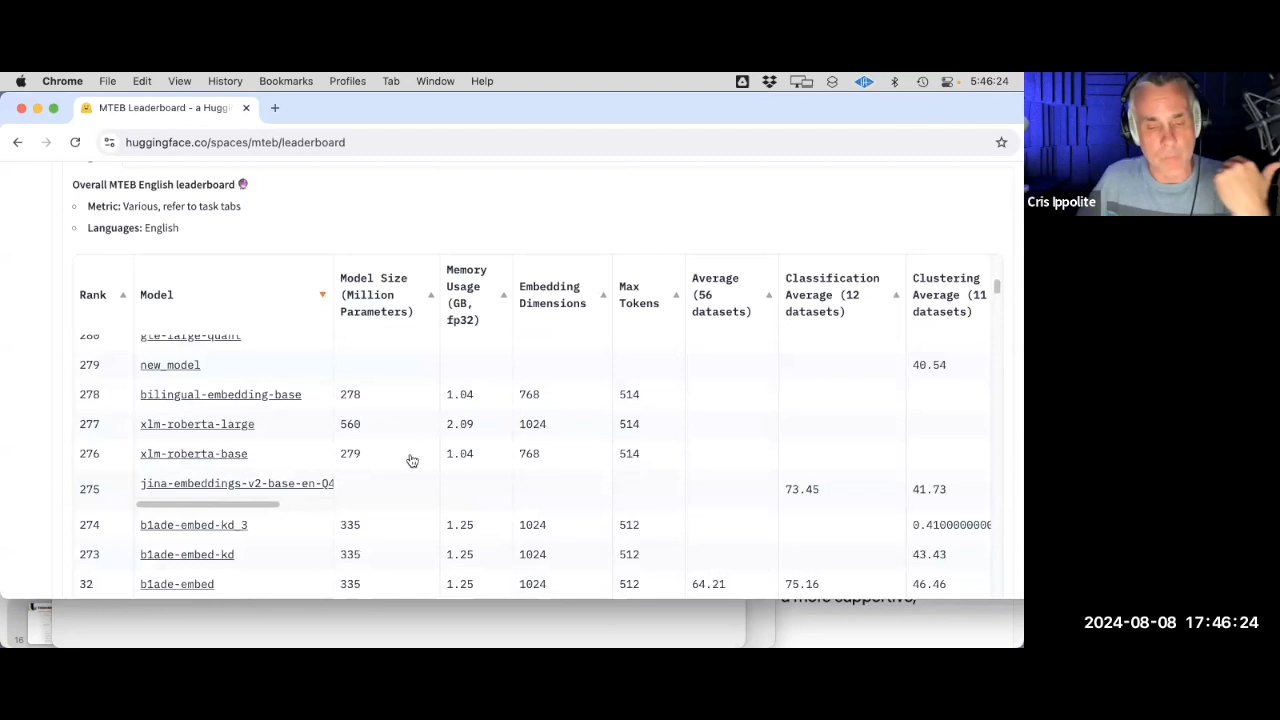 Chrome File Edit View History Bookmarks Profiles Tab Window Help 5:46:24
MTEB Leaderboard - a Huggi
huggingface.co/spaces/mteb/leaderboard
Cris Ippolite
Overall MTEB English leaderboard
Metric: Various, refer to task tabs
Languages: English
Rank Model Model Size (Million Parameters) Memory Usage (GB, fp32) Embedding Dimensions Max Tokens Average (56 datasets) Classification Average (12 datasets) Clustering Average (11 datasets)
280 gte-large-quant
279 new_model 40.54
278 bilingual-embedding-base 278 1.04 768 514
277 xlm-roberta-large 560 2.09 1024 514
276 xlm-roberta-base 279 1.04 768 514
275 jina-embeddings-v2-base-en-Q4 73.45 41.73
274 b1ade-embed-kd_3 335 1.25 1024 512 0.4100000000
273 b1ade-embed-kd 335 1.25 1024 512 43.43
32 b1ade-embed 335 1.25 1024 512 64.21 75.16 46.46
a more supportive,
16
2024-08-08 17:46:24